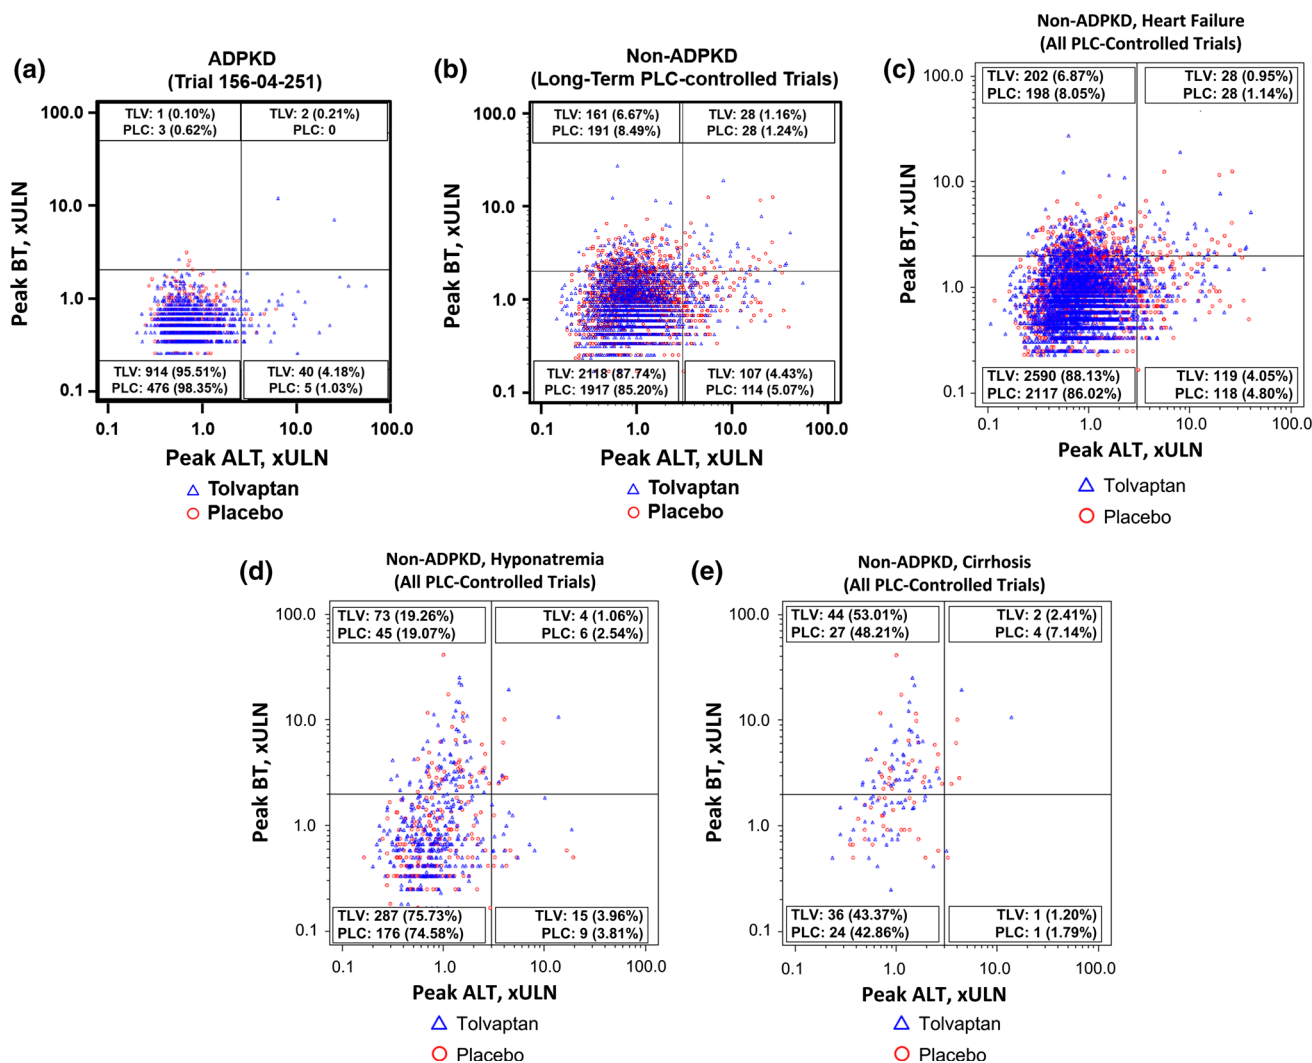 (a)
ADPKD
(Trial 156-04-251)
TLV: 1 (0.10%)
PLC: 3 (0.62%)
TLV: 2 (0.21%)
PLC: 0
100.0
10.0
1.0
0.1
Peak BT, xULN
TLV: 914 (95.51%)
PLC: 476 (98.35%)
TLV: 40 (4.18%)
PLC: 5 (1.03%)
0.1
1.0
10.0
100.0
Peak ALT, xULN
Tolvaptan
Placebo
(b)
Non-ADPKD
(Long-Term PLC-controlled Trials)
TLV: 161 (6.67%)
PLC: 191 (8.49%)
TLV: 28 (1.16%)
PLC: 28 (1.24%)
100.0
10.0
1.0
0.1
Peak BT, xULN
TLV: 2118 (87.74%)
PLC: 1917 (85.20%)
TLV: 107 (4.43%)
PLC: 114 (5.07%)
0.1
1.0
10.0
100.0
Peak ALT, xULN
Tolvaptan
Placebo
(c)
Non-ADPKD, Heart Failure
(All PLC-Controlled Trials)
TLV: 202 (6.87%)
PLC: 198 (8.05%)
TLV: 28 (0.95%)
PLC: 28 (1.14%)
100.0
10.0
1.0
0.1
Peak BT, xULN
TLV: 2590 (88.13%)
PLC: 2117 (86.02%)
TLV: 119 (4.05%)
PLC: 118 (4.80%)
0.1
1.0
10.0
100.0
Peak ALT, xULN
Tolvaptan
Placebo
(d)
Non-ADPKD, Hyponatremia
(All PLC-Controlled Trials)
TLV: 73 (19.26%)
PLC: 45 (19.07%)
TLV: 4 (1.06%)
PLC: 6 (2.54%)
100.0
10.0
1.0
0.1
Peak BT, xULN
TLV: 287 (75.73%)
PLC: 176 (74.58%)
TLV: 15 (3.96%)
PLC: 9 (3.81%)
0.1
1.0
10.0
100.0
Peak ALT, xULN
Tolvaptan
Placebo
(e)
Non-ADPKD, Cirrhosis
(All PLC-Controlled Trials)
TLV: 44 (53.01%)
PLC: 27 (48.21%)
TLV: 2 (2.41%)
PLC: 4 (7.14%)
100.0
10.0
1.0
0.1
Peak BT, xULN
TLV: 36 (43.37%)
PLC: 24 (42.86%)
TLV: 1 (1.20%)
PLC: 1 (1.79%)
0.1
1.0
10.0
100.0
Peak ALT, xULN
Tolvaptan
Placebo